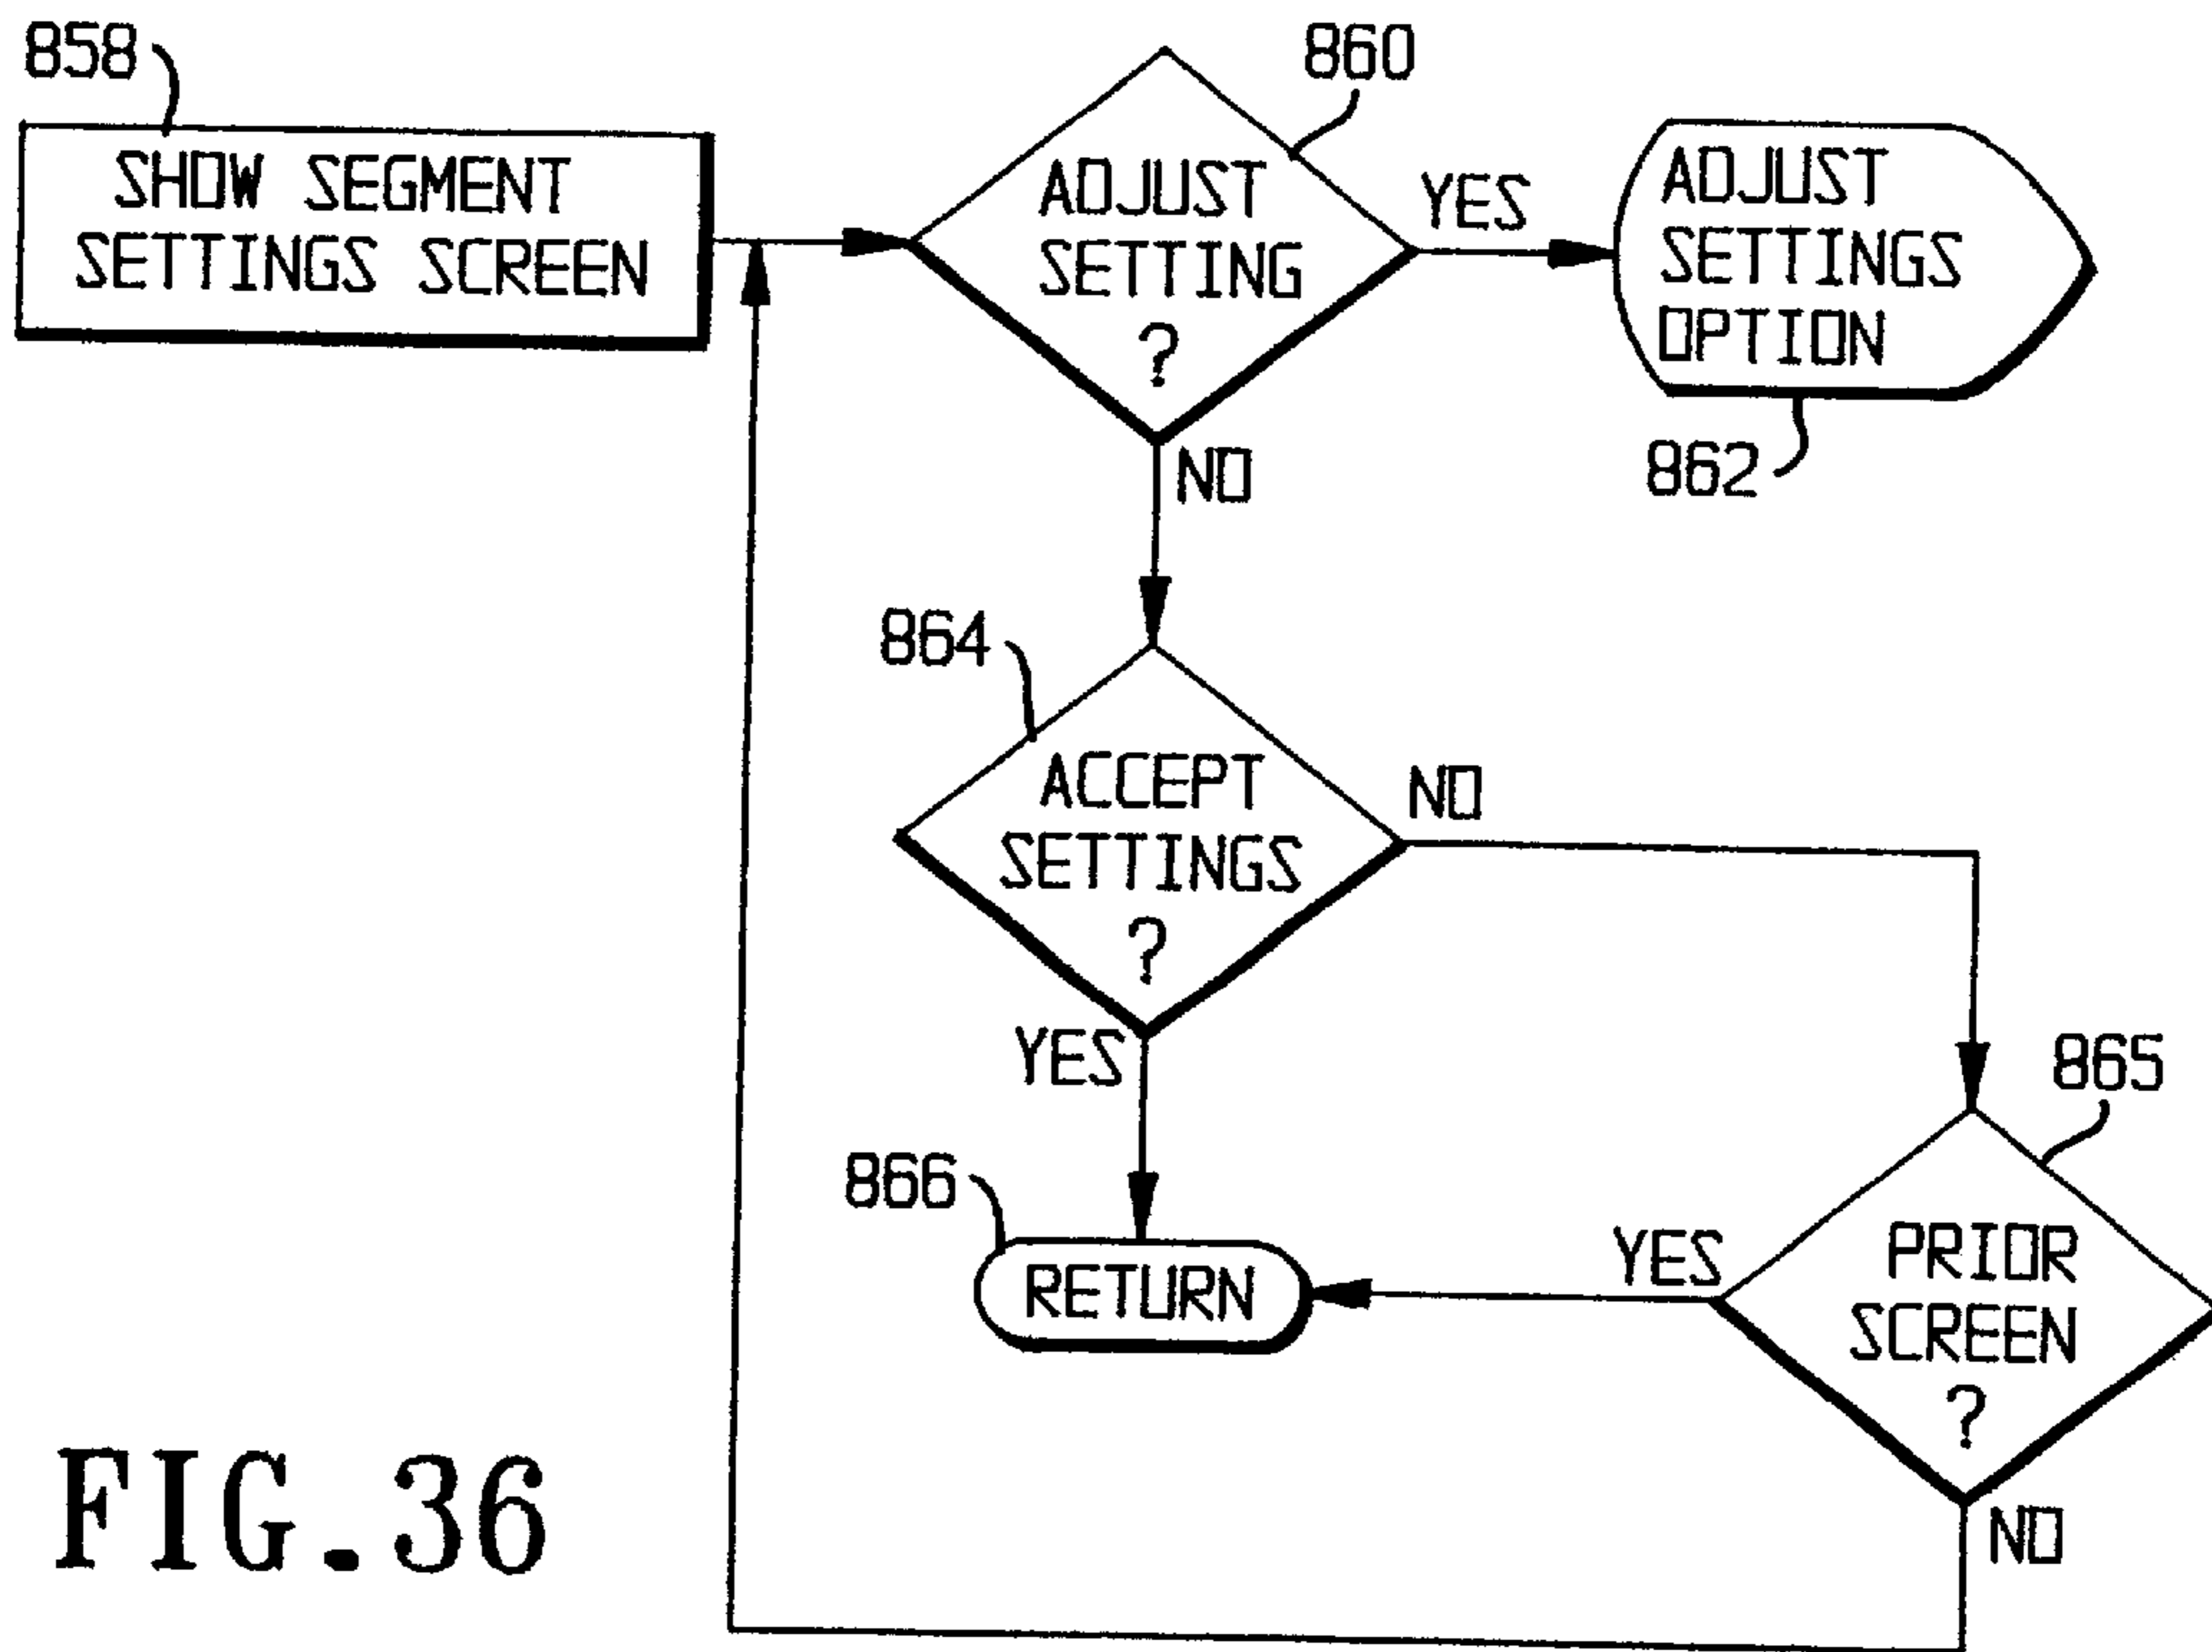 858
SHOW SEGMENT
SETTINGS SCREEN
860
ADJUST
SETTING
?
YES
ADJUST
SETTINGS
OPTION
862
NO
864
ACCEPT
SETTINGS
?
NO
YES
865
866
RETURN
YES
PRIOR
SCREEN
?
NO
FIG.36